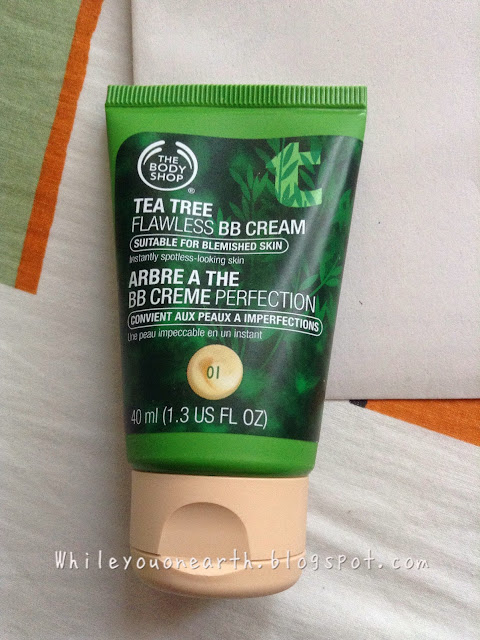 THE
BODY
SHOP
®
t
TEA TREE
FLAWLESS BB CREAM
SUITABLE FOR BLEMISHED SKIN
Instantly spotless-looking skin
ARBRE A THE
BB CREME PERFECTION
CONVIENT AUX PEAUX A IMPERFECTIONS
Une peau impeccable en un instant
01
40 ml (1.3 US FL OZ)
Whileyouonearth.blogspot.com